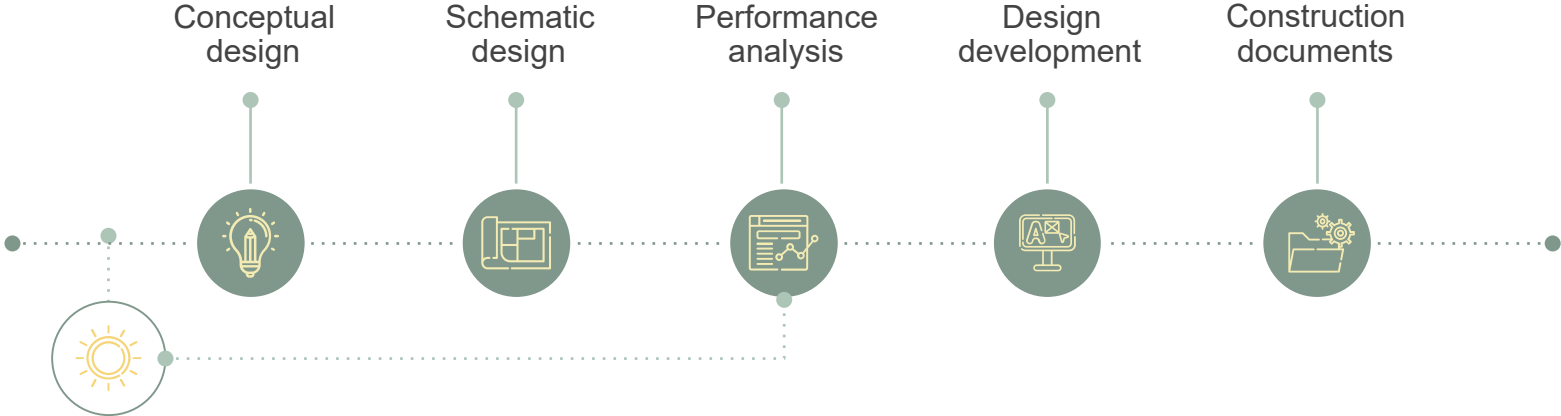 Conceptual
design
Schematic
design
Performance
analysis
Design
development
Construction
documents
A